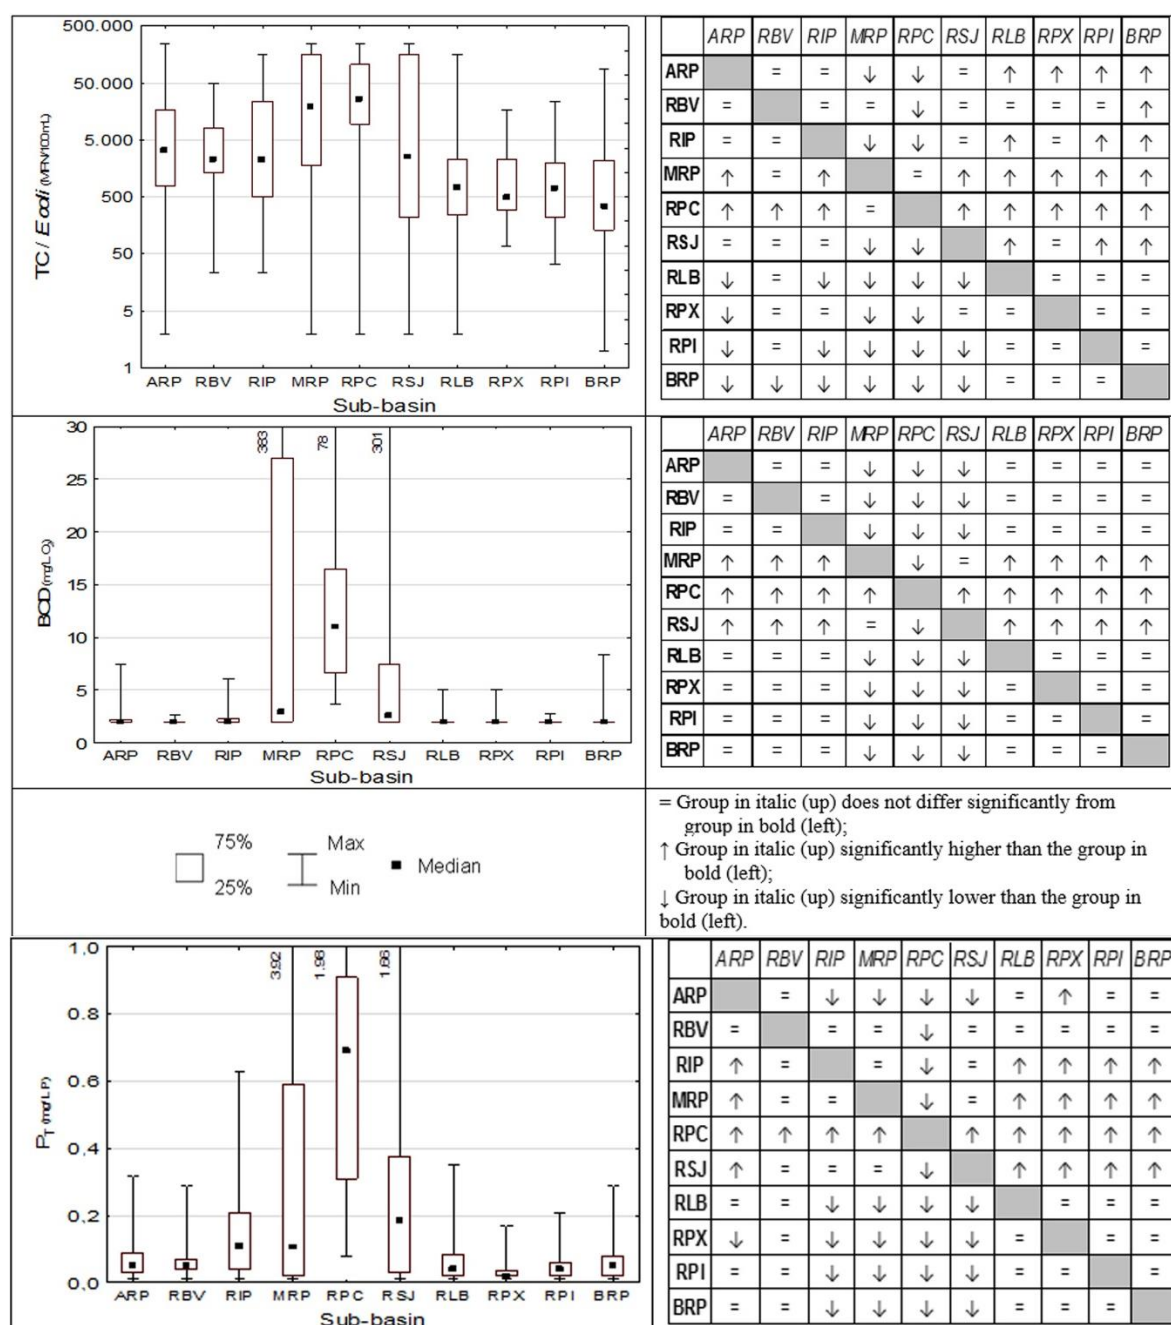 500.000
50.000
5.000
500
50
5
1
TC / E.coli (MPN/100mL)
ARP RBV RIP MRP RPC RSJ RLB RPX RPI BRP
Sub-basin
ARP RBV RIP MRP RPC RSJ RLB RPX RPI BRP
ARP = = ↓ ↓ = ↑ ↑ ↑ ↑
RBV = = = ↓ = = = = ↑
RIP = = ↓ ↓ = ↑ = ↑ ↑
MRP ↑ = ↑ = ↑ ↑ ↑ ↑ ↑
RPC ↑ ↑ ↑ = ↑ ↑ ↑ ↑ ↑
RSJ = = = ↓ ↓ ↑ = ↑ ↑
RLB ↓ = ↓ ↓ ↓ ↓ = = =
RPX ↓ = = ↓ ↓ = = = =
RPI ↓ = ↓ ↓ ↓ ↓ = = =
BRP ↓ ↓ ↓ ↓ ↓ ↓ = = =
30
25
20
15
10
5
0
BOD (mg/L O₂)
383 78 301
ARP RBV RIP MRP RPC RSJ RLB RPX RPI BRP
Sub-basin
ARP RBV RIP MRP RPC RSJ RLB RPX RPI BRP
ARP = = ↓ ↓ ↓ = = = =
RBV = = ↓ ↓ ↓ = = = =
RIP = = ↓ ↓ ↓ = = = =
MRP ↑ ↑ ↑ ↓ = ↑ ↑ ↑ ↑
RPC ↑ ↑ ↑ ↑ ↑ ↑ ↑ ↑ ↑
RSJ ↑ ↑ ↑ = ↓ ↑ ↑ ↑ ↑
RLB = = = ↓ ↓ ↓ = = =
RPX = = = ↓ ↓ ↓ = = =
RPI = = = ↓ ↓ ↓ = = =
BRP = = = ↓ ↓ ↓ = = =
75%
25%
Max
Min
Median
= Group in italic (up) does not differ significantly from
group in bold (left);
↑ Group in italic (up) significantly higher than the group in
bold (left);
↓ Group in italic (up) significantly lower than the group in
bold (left).
1,0
0,8
0,6
0,4
0,2
0,0
P_T (mg/L P)
3.92 1.98 1.66
ARP RBV RIP MRP RPC RSJ RLB RPX RPI BRP
Sub-basin
ARP RBV RIP MRP RPC RSJ RLB RPX RPI BRP
ARP = ↓ ↓ ↓ ↓ = ↑ = =
RBV = = = ↓ = = = = =
RIP ↑ = = ↓ = ↑ ↑ ↑ ↑
MRP ↑ = = ↓ = ↑ ↑ ↑ ↑
RPC ↑ ↑ ↑ ↑ ↑ ↑ ↑ ↑ ↑
RSJ ↑ = = = ↓ ↑ ↑ ↑ ↑
RLB = = ↓ ↓ ↓ ↓ = = =
RPX ↓ = ↓ ↓ ↓ ↓ = = =
RPI = = ↓ ↓ ↓ ↓ = = =
BRP = = ↓ ↓ ↓ ↓ = = =